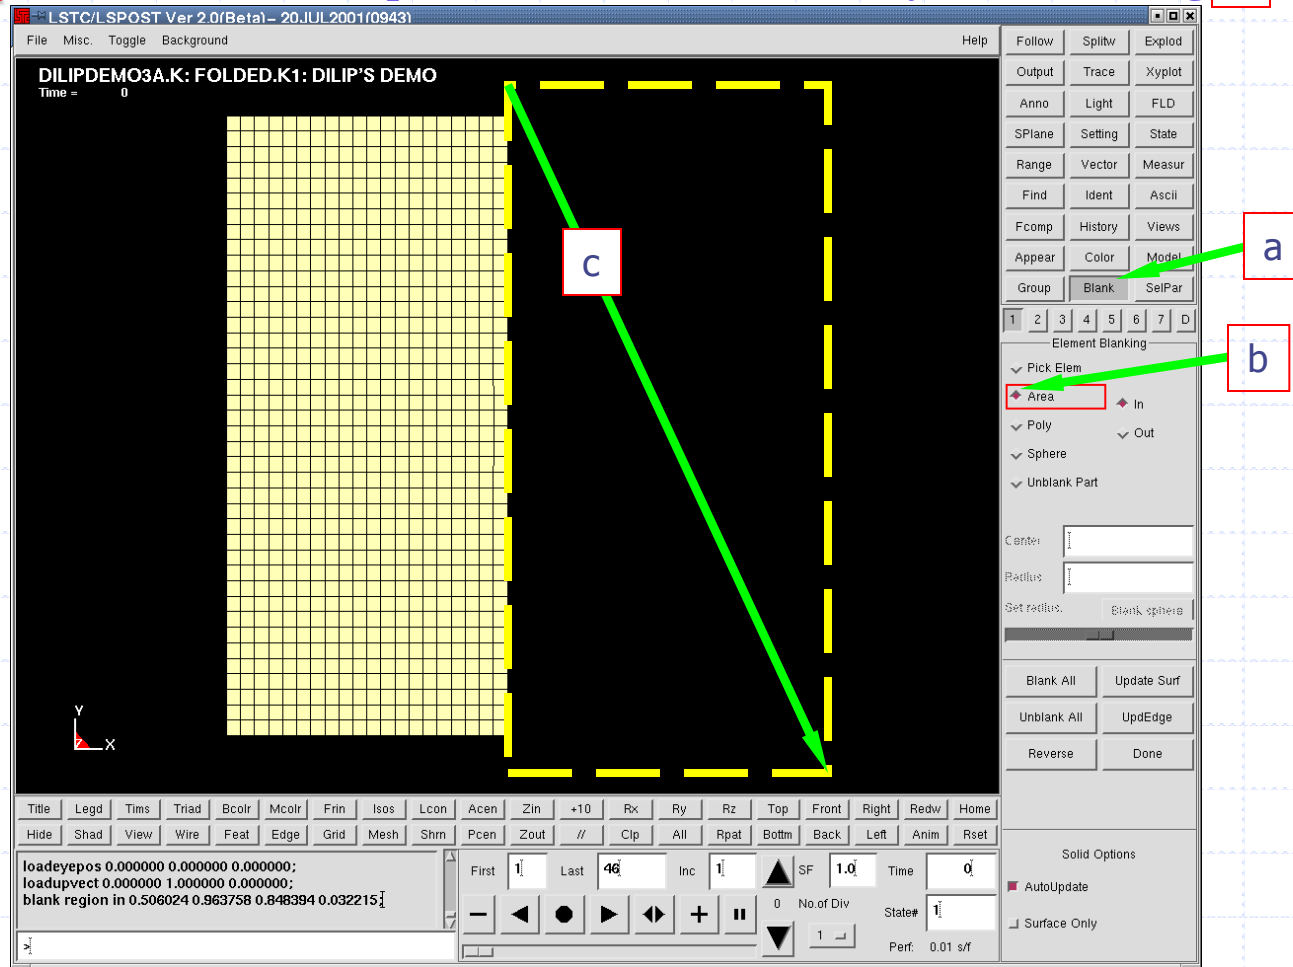 LSTC/LSPOST Ver 2.0(Beta)– 20JUL2001(0943)
File Misc. Toggle Background Help
DILIPDEMO3A.K: FOLDED.K1: DILIP'S DEMO
Time = 0
c
Y
Z
X
Follow Splitw Explod
Output Trace Xyplot
Anno Light FLD
SPlane Setting State
Range Vector Measur
Find Ident Ascii
Fcomp History Views
Appear Color Model
Group Blank SelPar
a
1 2 3 4 5 6 7 D
Element Blanking
b
Pick Elem
Area
In
Poly
Out
Sphere
Unblank Part
Center
Radius
Set radius.
Blank sphere
Blank All Update Surf
Unblank All UpdEdge
Reverse Done
Title Legd Tims Triad Bcolr Mcolr Frin Isos Lcon Acen Zin +10 Rx Ry Rz Top Front Right Redw Home
Hide Shad View Wire Feat Edge Grid Mesh Shrn Pcen Zout // Clp All Rpat Bottm Back Left Anim Rset
loadeyepos 0.000000 0.000000 0.000000;
loadupvect 0.000000 1.000000 0.000000;
blank region in 0.506024 0.963758 0.848394 0.032215;
>
First 1 Last 46 Inc 1 SF 1.0 Time 0
0 No.of Div
State# 1
1
Perf: 0.01 s/f
Solid Options
AutoUpdate
Surface Only